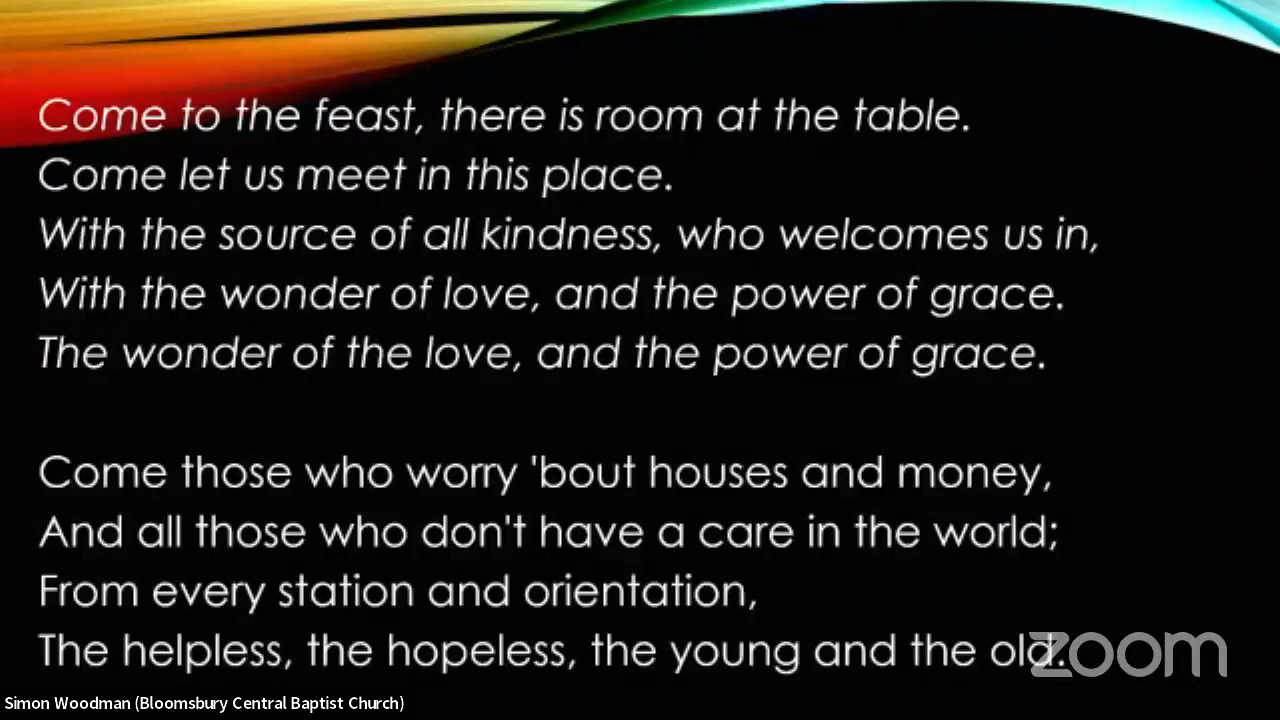 Come to the feast, there is room at the table.
Come let us meet in this place.
With the source of all kindness, who welcomes us in,
With the wonder of love, and the power of grace.
The wonder of the love, and the power of grace.
Come those who worry 'bout houses and money,
And all those who don't have a care in the world;
From every station and orientation,
The helpless, the hopeless, the young and the old.
zoom
Simon Woodman (Bloomsbury Central Baptist Church)